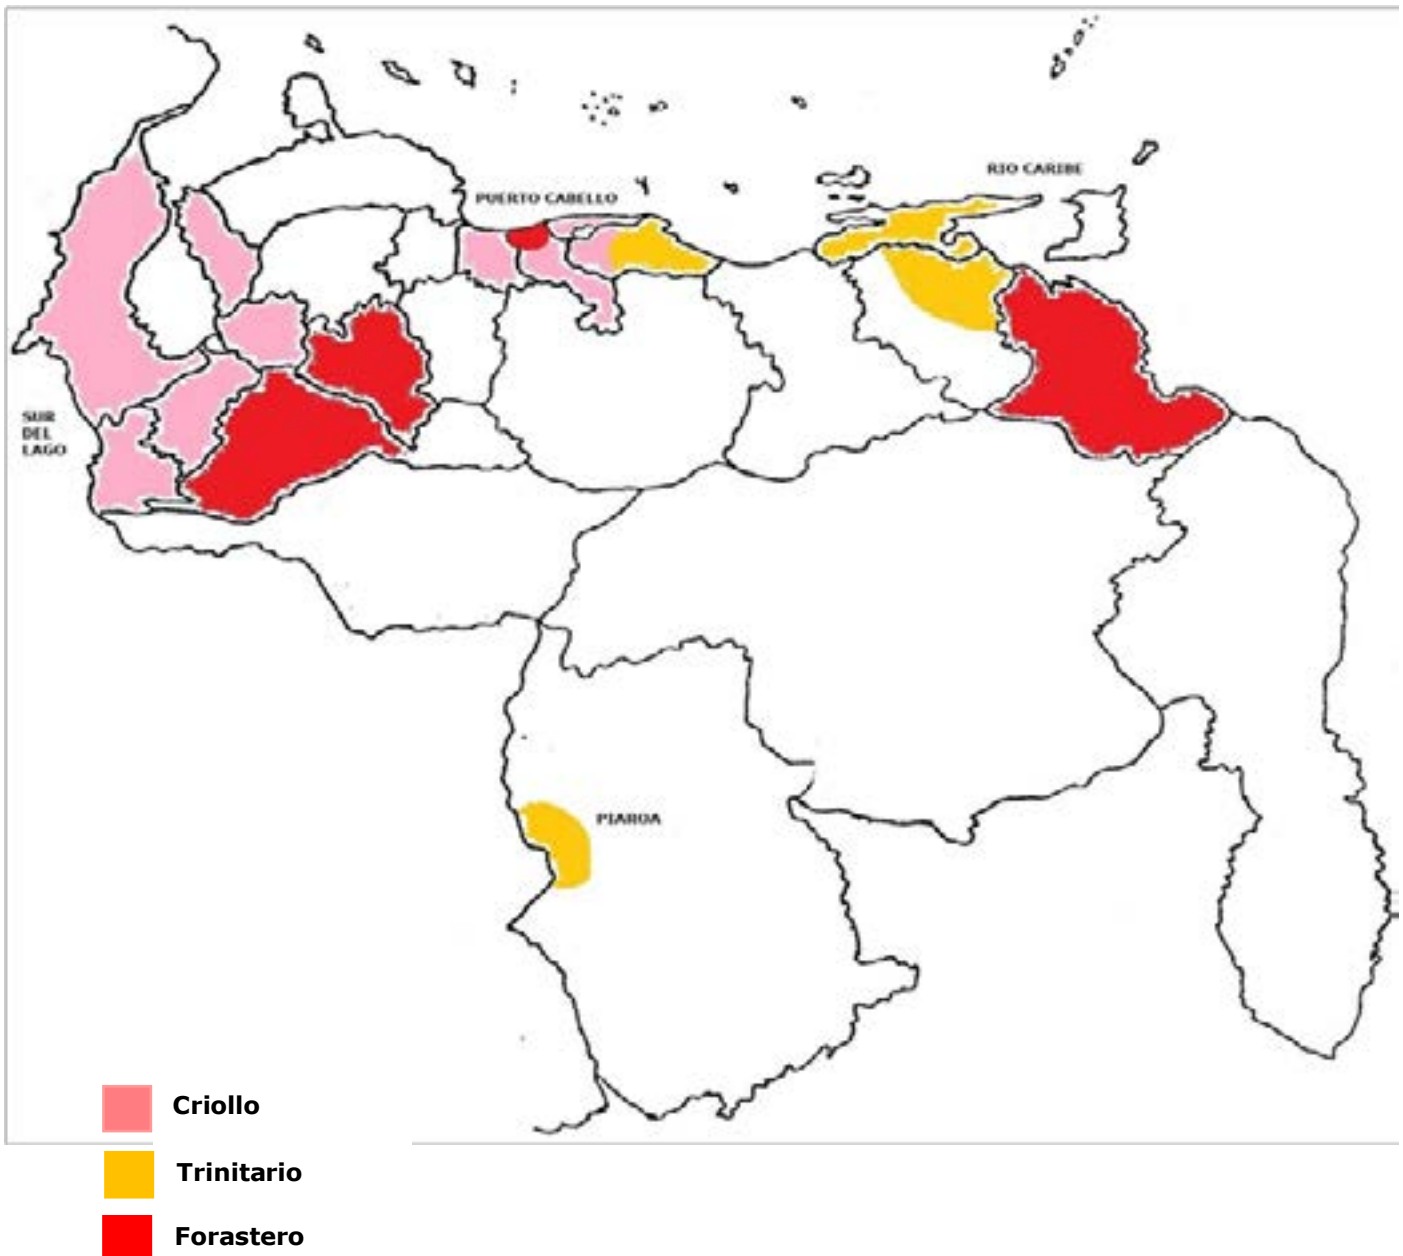 RIO CARIBE
PUERTO CABELLO
SUR
DEL
LAGO
PIAROA
Criollo
Trinitario
Forastero